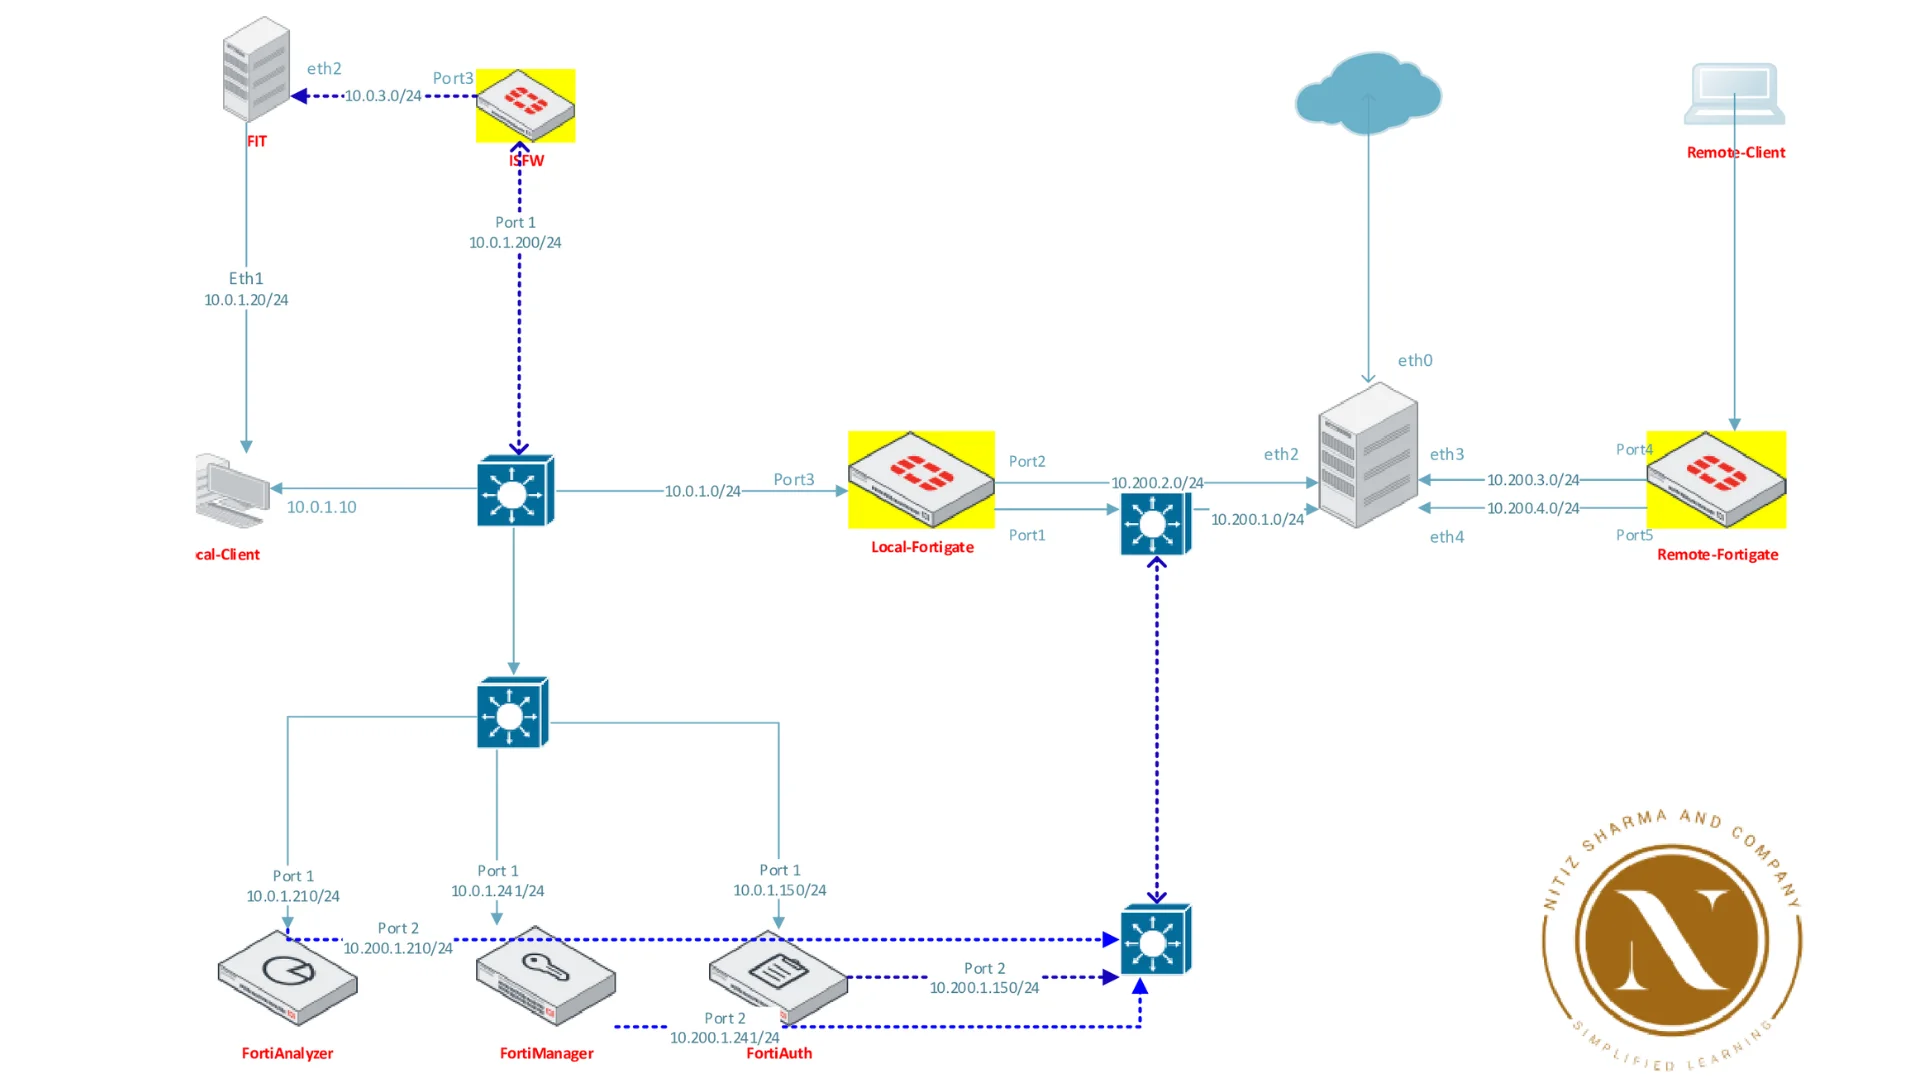 eth2
Port3
10.0.3.0/24
FIT
ISFW
Remote-Client
Port 1
10.0.1.200/24
Eth1
10.0.1.20/24
eth0
10.0.1.10
cal-Client
10.0.1.0/24
Port3
Local-Fortigate
Port2
Port1
10.200.2.0/24
10.200.1.0/24
eth2
eth3
eth4
10.200.3.0/24
10.200.4.0/24
Port4
Port5
Remote-Fortigate
Port 1
10.0.1.210/24
Port 1
10.0.1.241/24
Port 1
10.0.1.150/24
Port 2
10.200.1.210/24
Port 2
10.200.1.150/24
Port 2
10.200.1.241/24
FortiAnalyzer
FortiManager
FortiAuth
NITIZ SHARMA AND COMPANY
N
SIMPLIFIED LEARNING